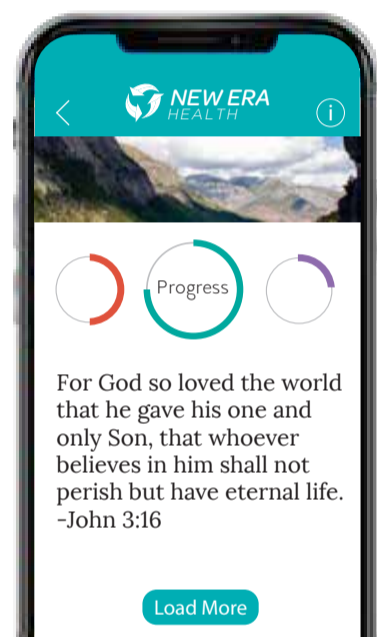 NEW ERA
HEALTH
i
Progress
For God so loved the world
that he gave his one and
only Son, that whoever
believes in him shall not
perish but have eternal life.
-John 3:16
Load More